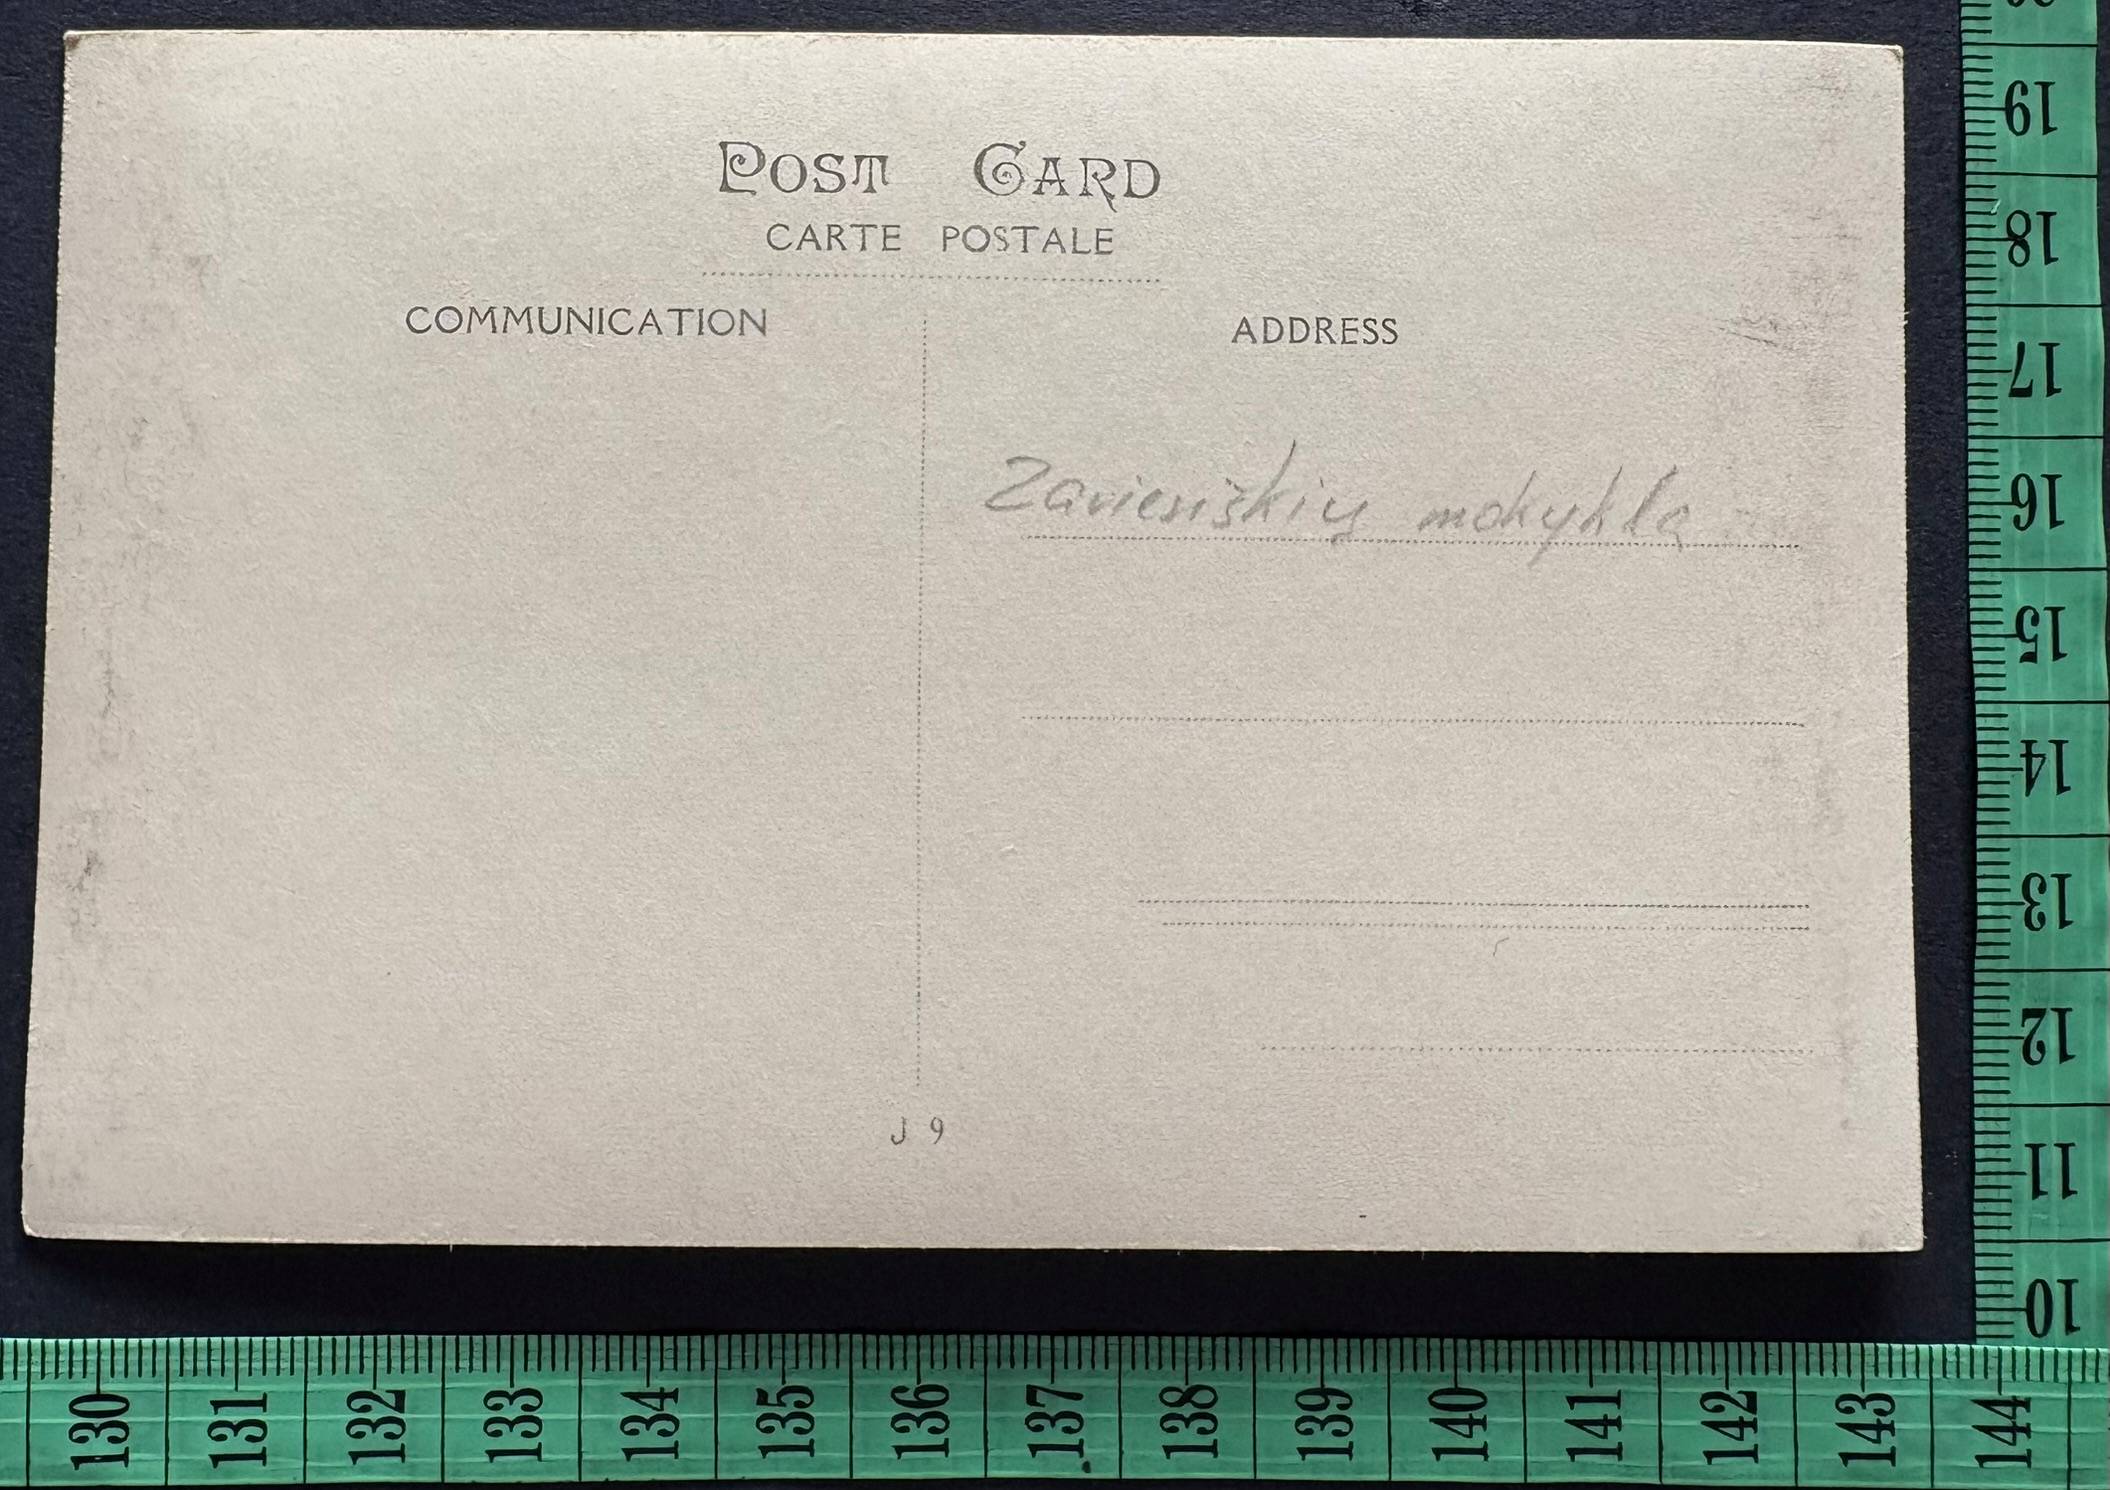 POST CARD
CARTE POSTALE
COMMUNICATION
ADDRESS
Zaviesiškių mokykla
J 9
19
18
17
16
15
14
13
12
11
10
130 131 132 133 134 135 136 137 138 139 140 141 142 143 144